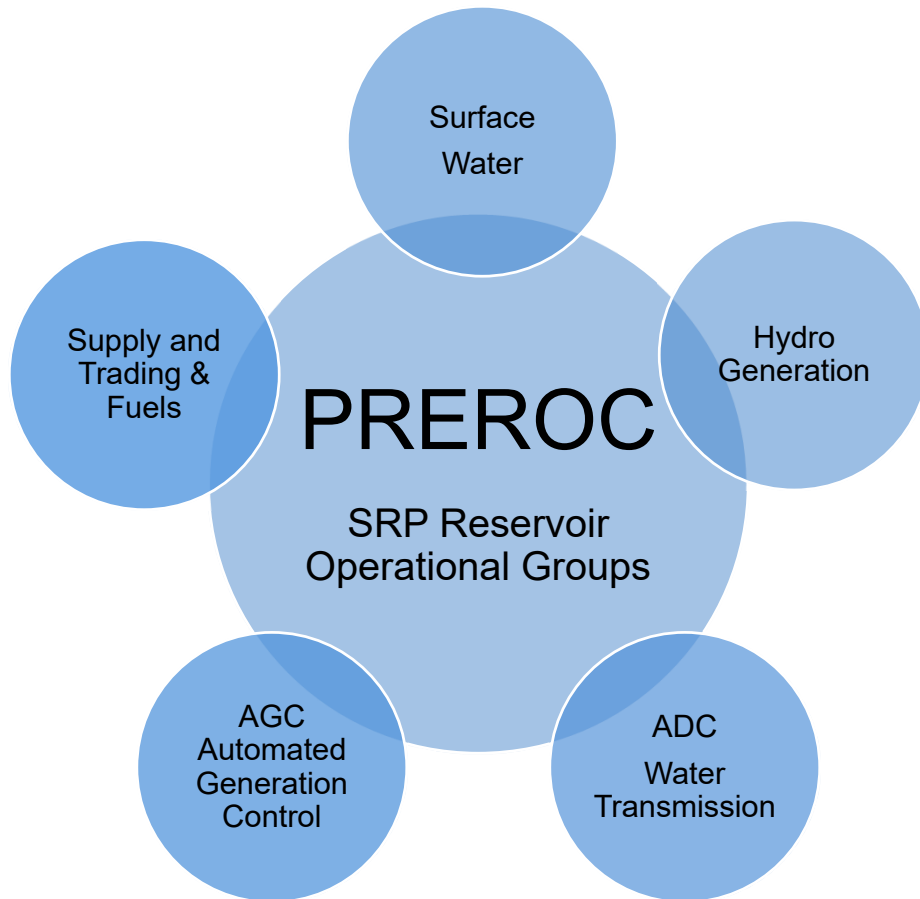 Surface
Water
Hydro
Generation
Supply and
Trading &
Fuels
PREROC
SRP Reservoir
Operational Groups
AGC
Automated
Generation
Control
ADC
Water
Transmission